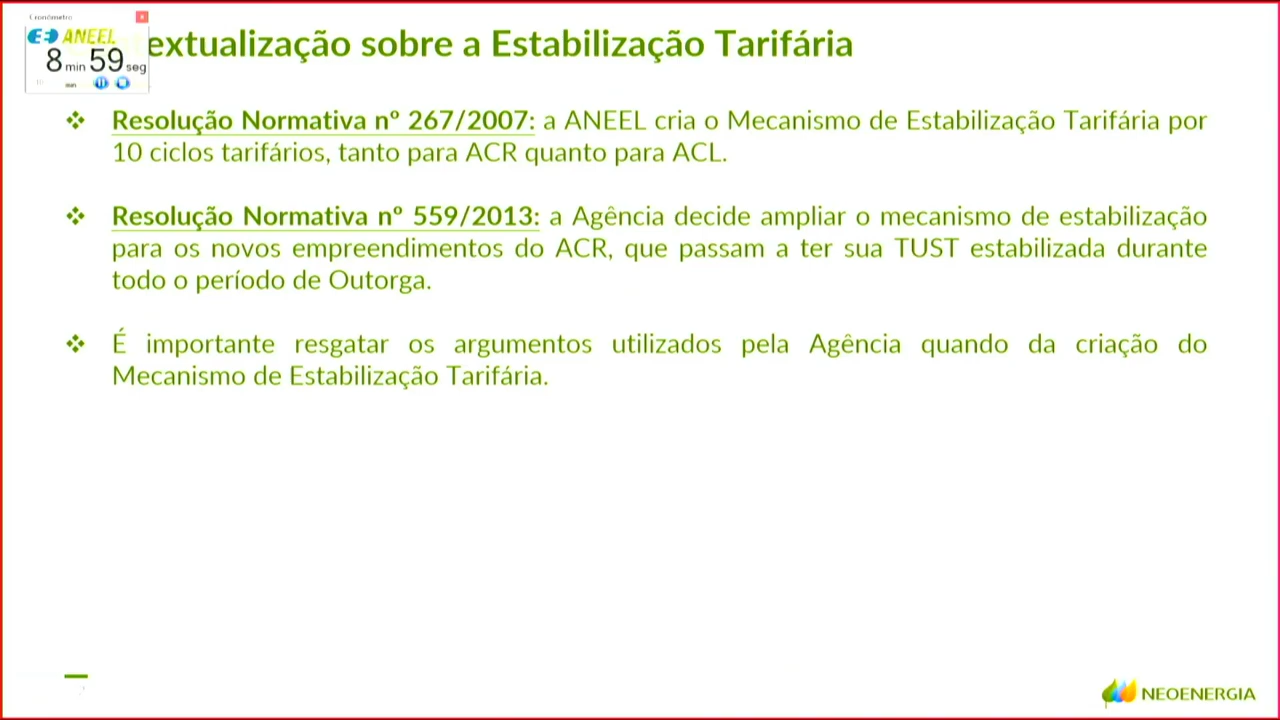 Cronômetro
ANEEL
8 min 59 seg
min
extualização sobre a Estabilização Tarifária
Resolução Normativa nº 267/2007: a ANEEL cria o Mecanismo de Estabilização Tarifária por
10 ciclos tarifários, tanto para ACR quanto para ACL.
Resolução Normativa nº 559/2013: a Agência decide ampliar o mecanismo de estabilização
para os novos empreendimentos do ACR, que passam a ter sua TUST estabilizada durante
todo o período de Outorga.
É importante resgatar os argumentos utilizados pela Agência quando da criação do
Mecanismo de Estabilização Tarifária.
NEOENERGIA